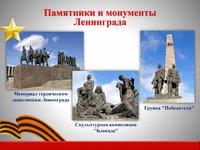 Памятники и монументы
Ленинграда
Мемориал героическим
защитникам Ленинграда
Скульптурная композиция
"Блокада"
Группа "Победители"